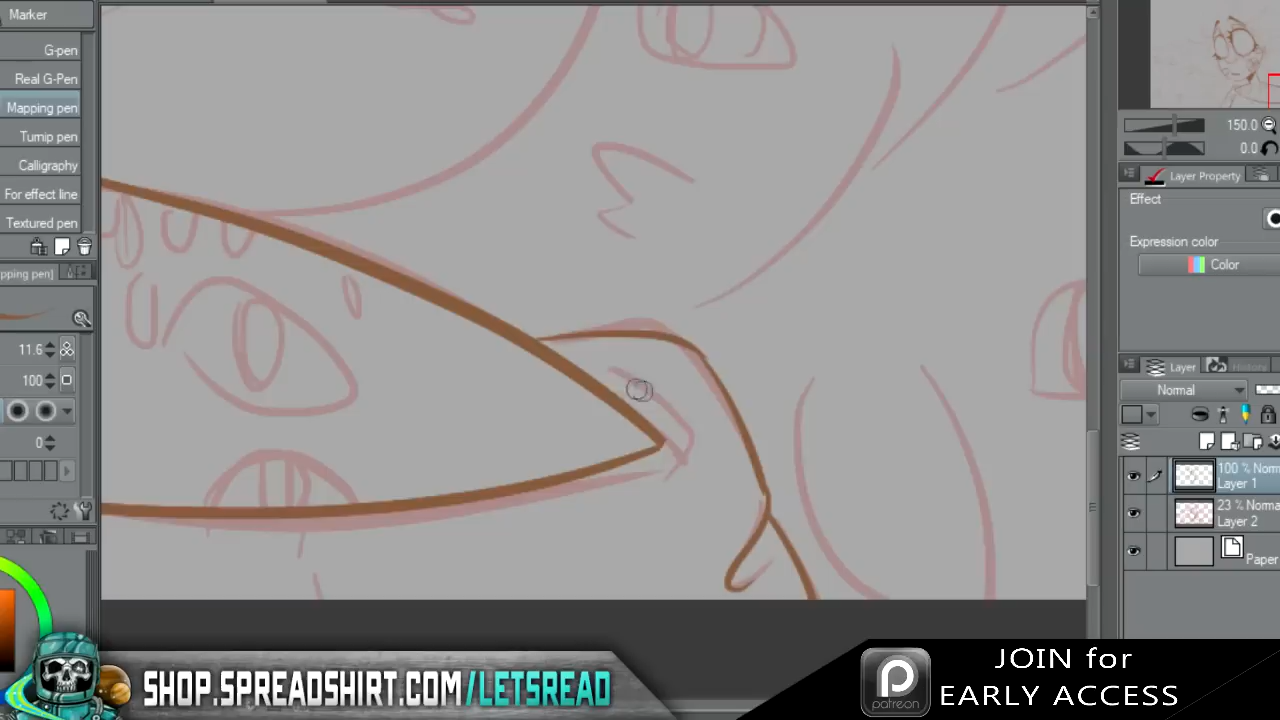 Marker
G-pen
Real G-Pen
Mapping pen
Turnip pen
Calligraphy
For effect line
Textured pen
pping pen]
11.6
100
0
150.0
0.0
Layer Property
Effect
Expression color
Color
Layer
History
Normal
100 % Norm
Layer 1
23 % Norma
Layer 2
Paper
SHOP.SPREADSHIRT.COM/LETSREAD
patreon
JOIN for
EARLY ACCESS